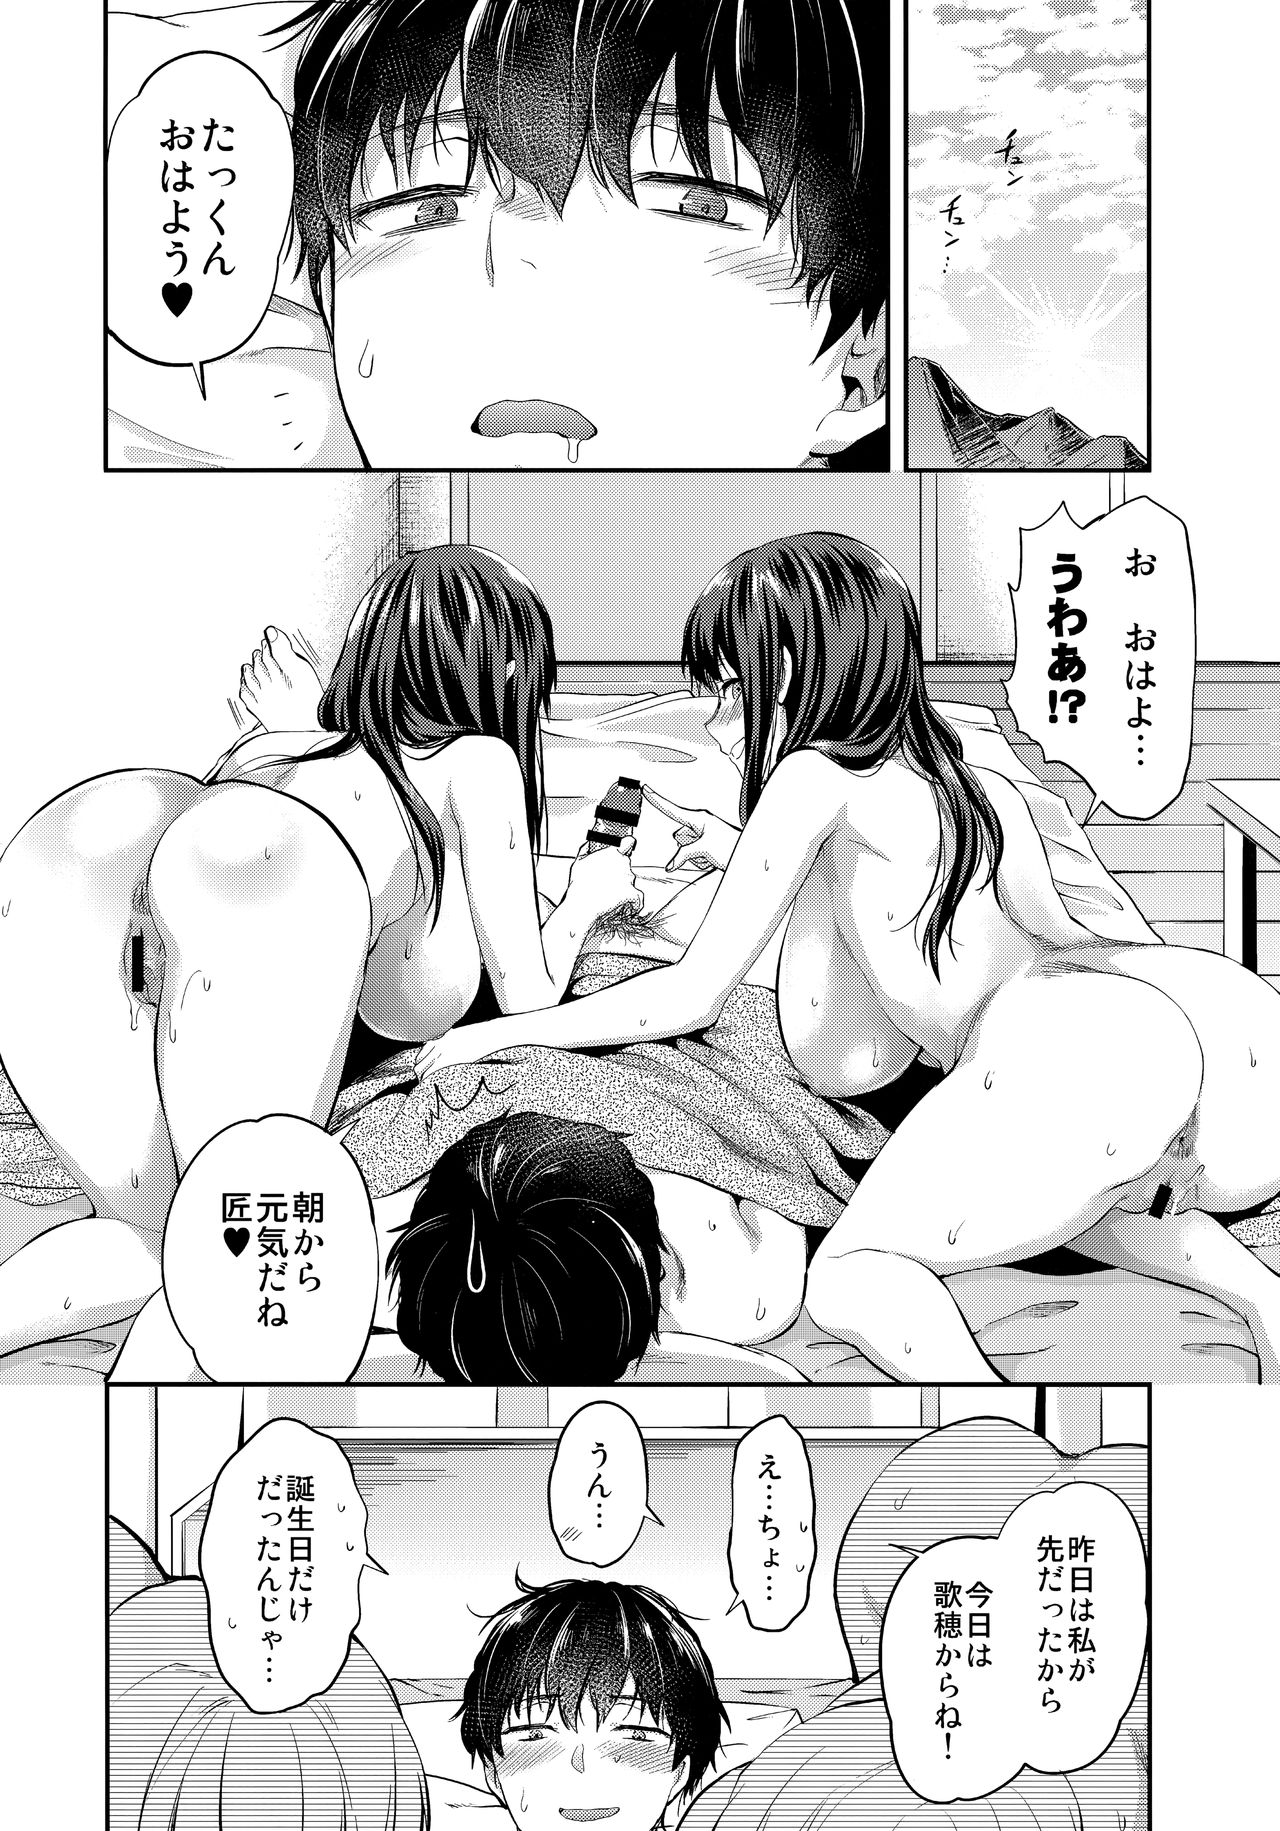 チュン
チュン…
たっくん
おはよう♥
お　おはよ…
うわあ!?
朝から
元気だね
匠♥
昨日は私が
先だったから
今日は
歌穂からね！
え…ちょ…
うん…
誕生日だけ
だったんじゃ…